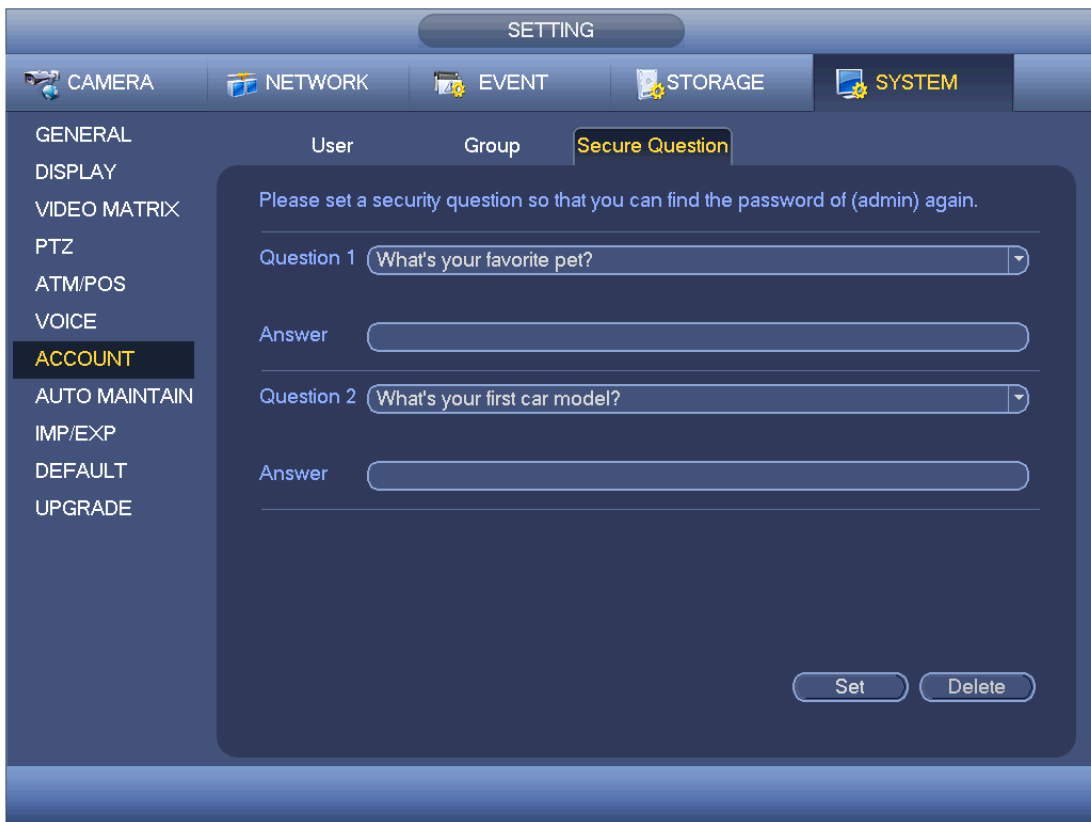 SETTING
CAMERA NETWORK EVENT STORAGE SYSTEM
GENERAL
DISPLAY
VIDEO MATRIX
PTZ
ATM/POS
VOICE
ACCOUNT
AUTO MAINTAIN
IMP/EXP
DEFAULT
UPGRADE
User Group Secure Question
Please set a security question so that you can find the password of (admin) again.
Question 1 What's your favorite pet?
Answer
Question 2 What's your first car model?
Answer
Set Delete